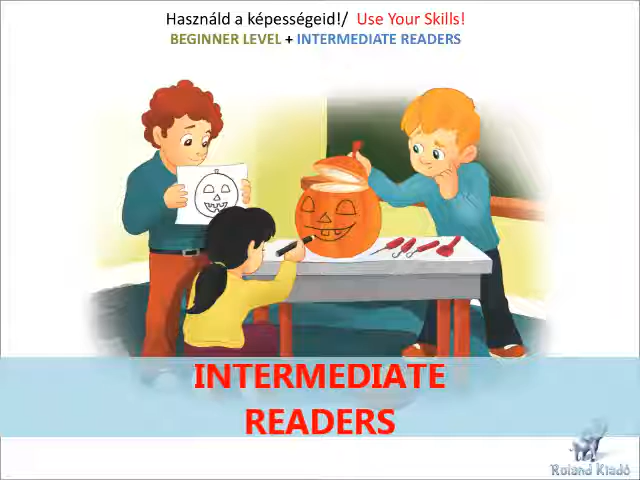 Használd a képességeid!/ Use Your Skills!
BEGINNER LEVEL + INTERMEDIATE READERS
INTERMEDIATE
READERS
Roland Kiadó